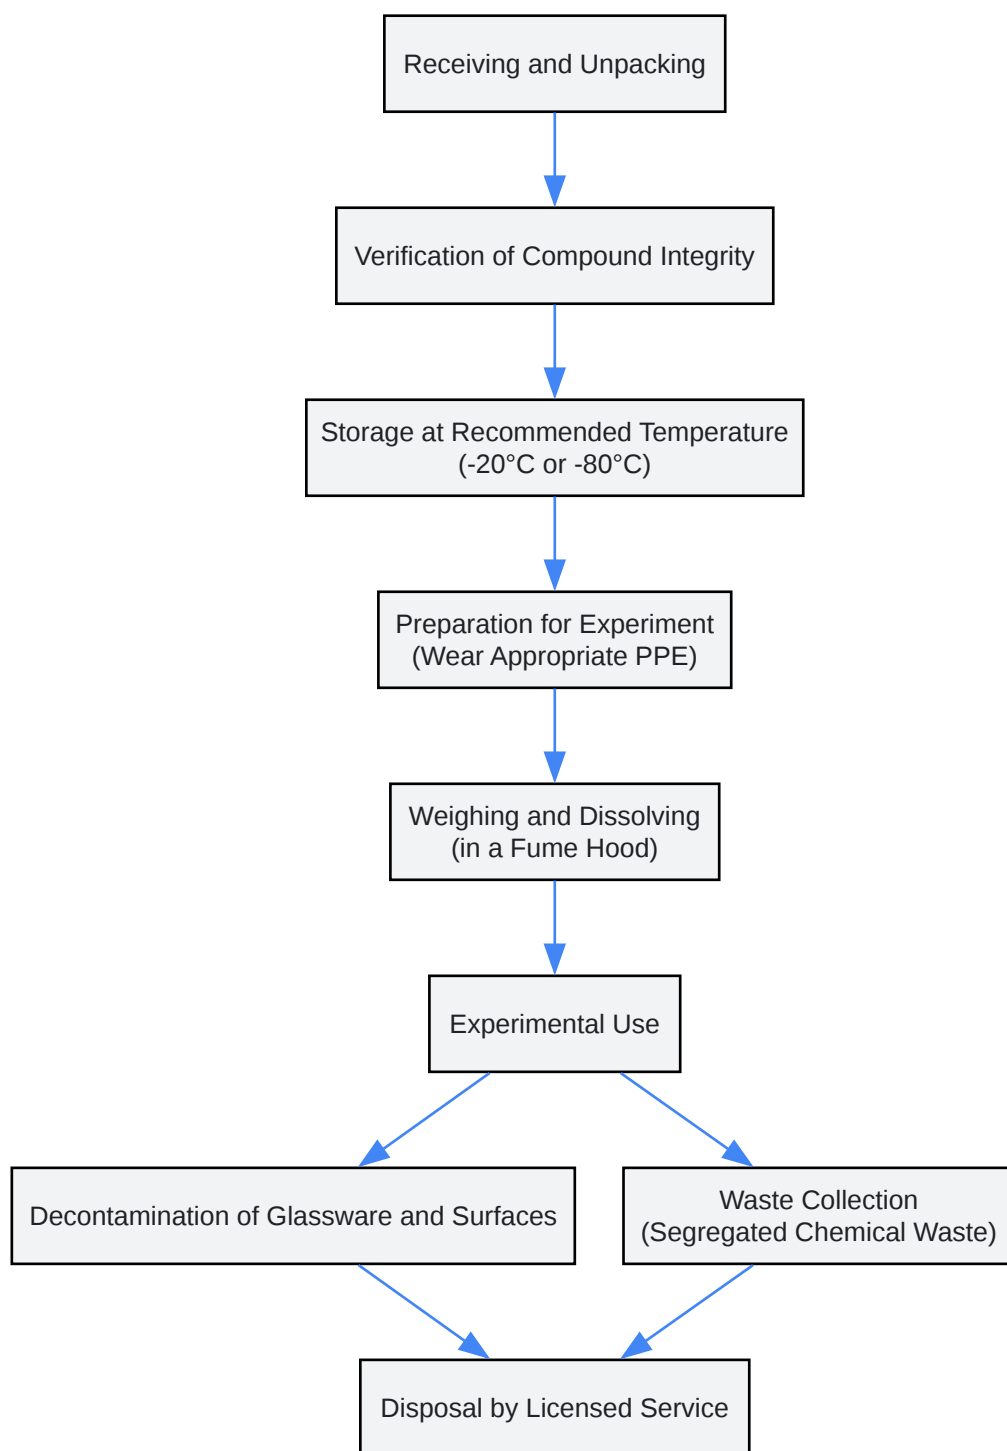 Receiving and Unpacking
Verification of Compound Integrity
Storage at Recommended Temperature
(-20°C or -80°C)
Preparation for Experiment
(Wear Appropriate PPE)
Weighing and Dissolving
(in a Fume Hood)
Experimental Use
Decontamination of Glassware and Surfaces
Waste Collection
(Segregated Chemical Waste)
Disposal by Licensed Service